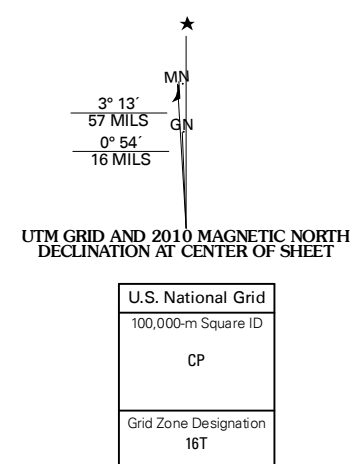 MN
3° 13´
57 MILS
GN
0° 54´
16 MILS
UTM GRID AND 2010 MAGNETIC NORTH
DECLINATION AT CENTER OF SHEET
U.S. National Grid
100,000-m Square ID
CP
Grid Zone Designation
16T